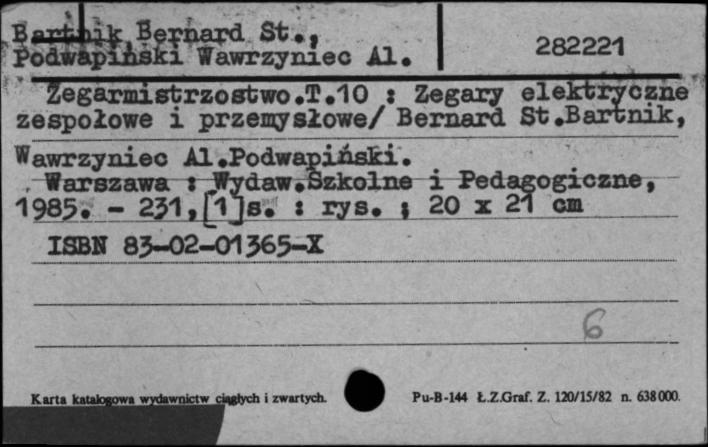 Bartnik Bernard St.,
Podwapiński Wawrzyniec Al.
282221
Zegarmistrzostwo.T.10 : Zegary elektryczne
zespołowe i przemysłowe/ Bernard St.Bartnik,
Wawrzyniec Al.Podwapiński.
Warszawa : Wydaw.Szkolne i Pedagogiczne,
1985. - 231,[1]s. : rys. ; 20 x 21 cm
ISBN 83-02-01365-X
6
Karta katalogowa wydawnictw ciągłych i zwartych.
Pu-B-144 Ł.Z.Graf. Z. 120/15/82 n. 638000.